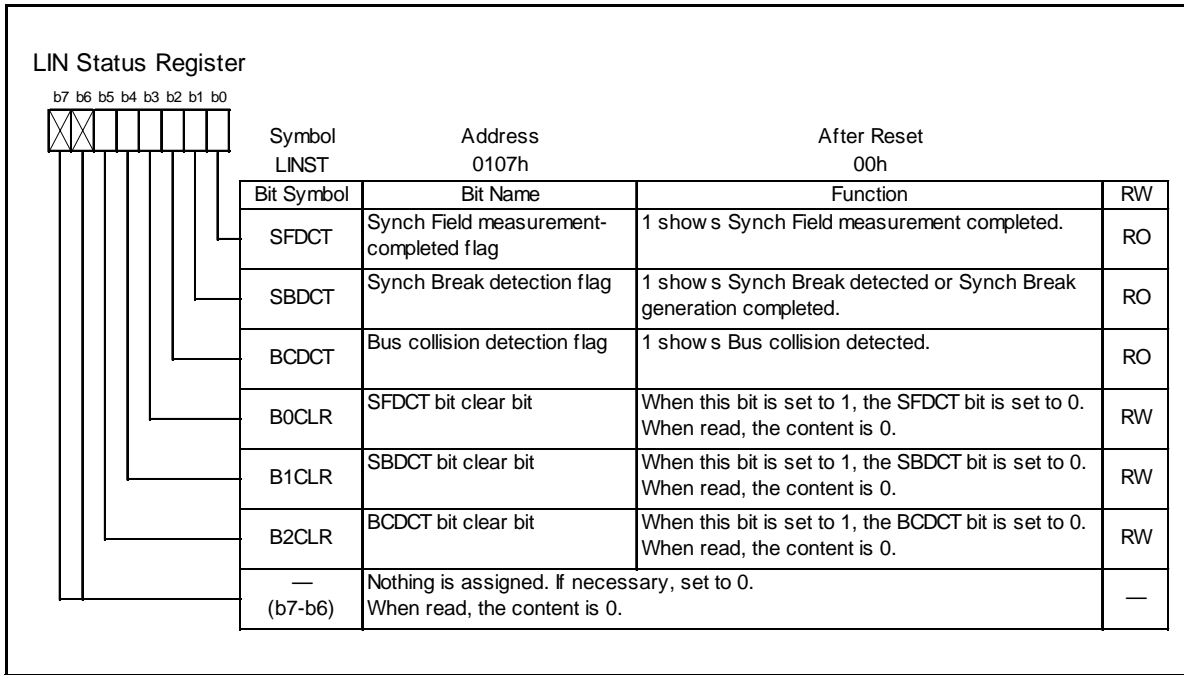 LIN Status Register
b7 b6 b5 b4 b3 b2 b1 b0
Symbol Address After Reset
LINST 0107h 00h
Bit Symbol Bit Name Function RW
SFDCT Synch Field measurement-completed flag 1 shows Synch Field measurement completed. RO
SBDCT Synch Break detection flag 1 shows Synch Break detected or Synch Break
generation completed. RO
BCDCT Bus collision detection flag 1 shows Bus collision detected. RO
B0CLR SFDCT bit clear bit When this bit is set to 1, the SFDCT bit is set to 0.
When read, the content is 0. RW
B1CLR SBDCT bit clear bit When this bit is set to 1, the SBDCT bit is set to 0.
When read, the content is 0. RW
B2CLR BCDCT bit clear bit When this bit is set to 1, the BCDCT bit is set to 0.
When read, the content is 0. RW
— Nothing is assigned. If necessary, set to 0. —
(b7-b6) When read, the content is 0.